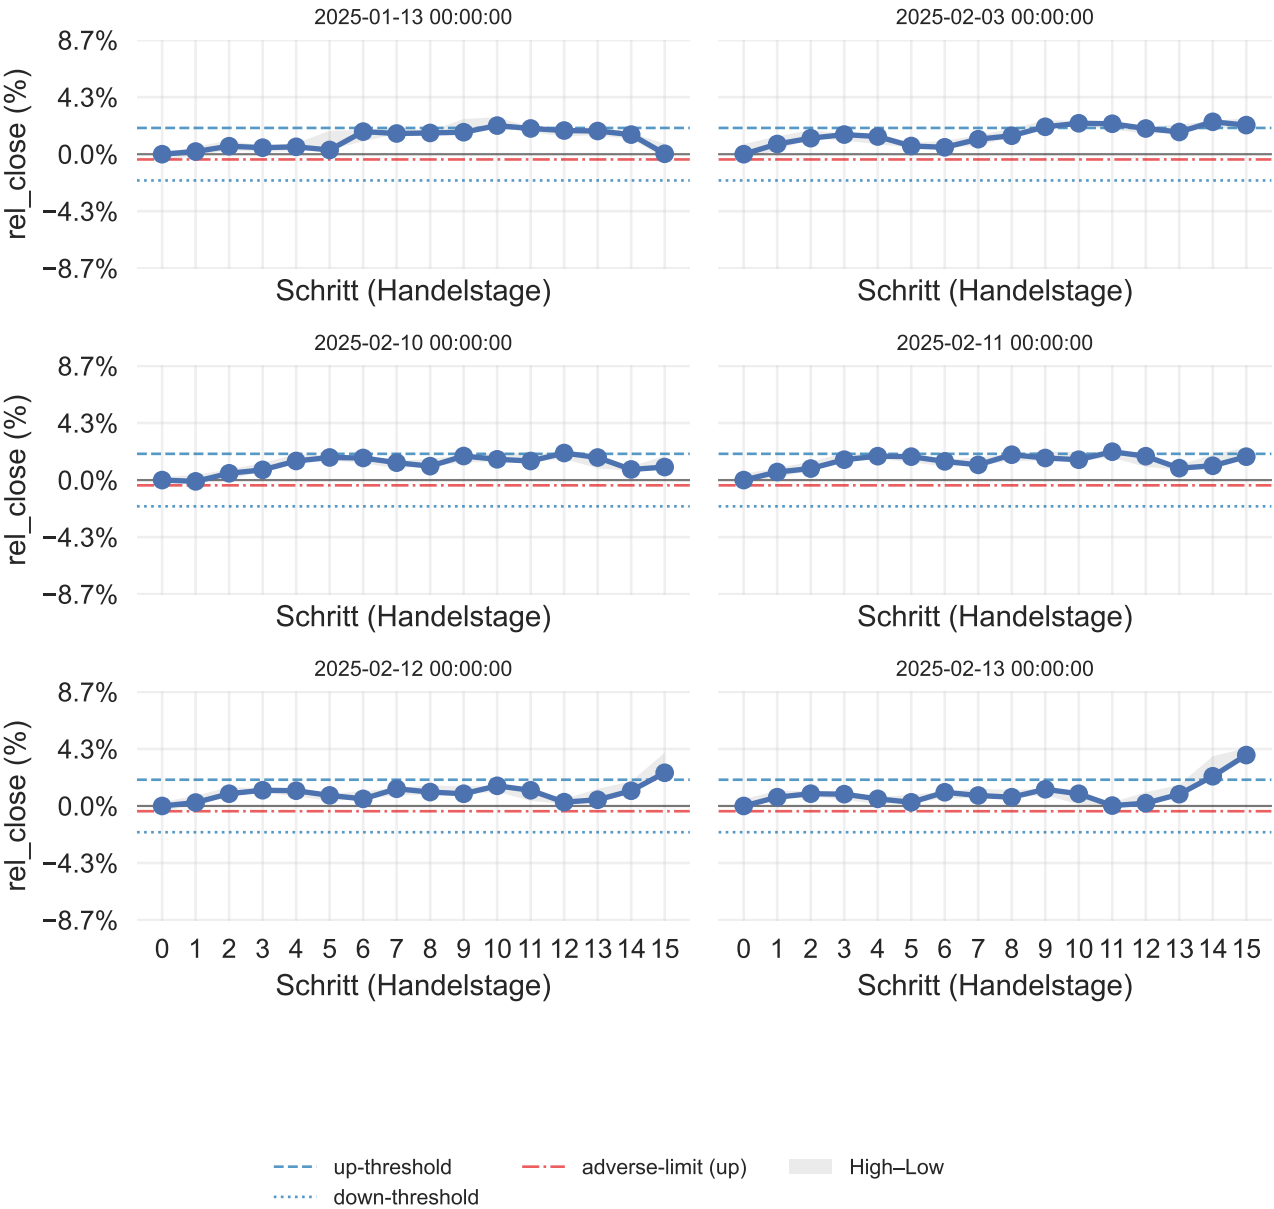 2025-01-13 00:00:00
2025-02-03 00:00:00
8.7%
4.3%
0.0%
−4.3%
−8.7%
rel_close (%)
Schritt (Handelstage)
Schritt (Handelstage)
2025-02-10 00:00:00
2025-02-11 00:00:00
8.7%
4.3%
0.0%
−4.3%
−8.7%
rel_close (%)
Schritt (Handelstage)
Schritt (Handelstage)
2025-02-12 00:00:00
2025-02-13 00:00:00
8.7%
4.3%
0.0%
−4.3%
−8.7%
rel_close (%)
0 1 2 3 4 5 6 7 8 9 10 11 12 13 14 15
0 1 2 3 4 5 6 7 8 9 10 11 12 13 14 15
Schritt (Handelstage)
Schritt (Handelstage)
up-threshold
down-threshold
adverse-limit (up)
High–Low